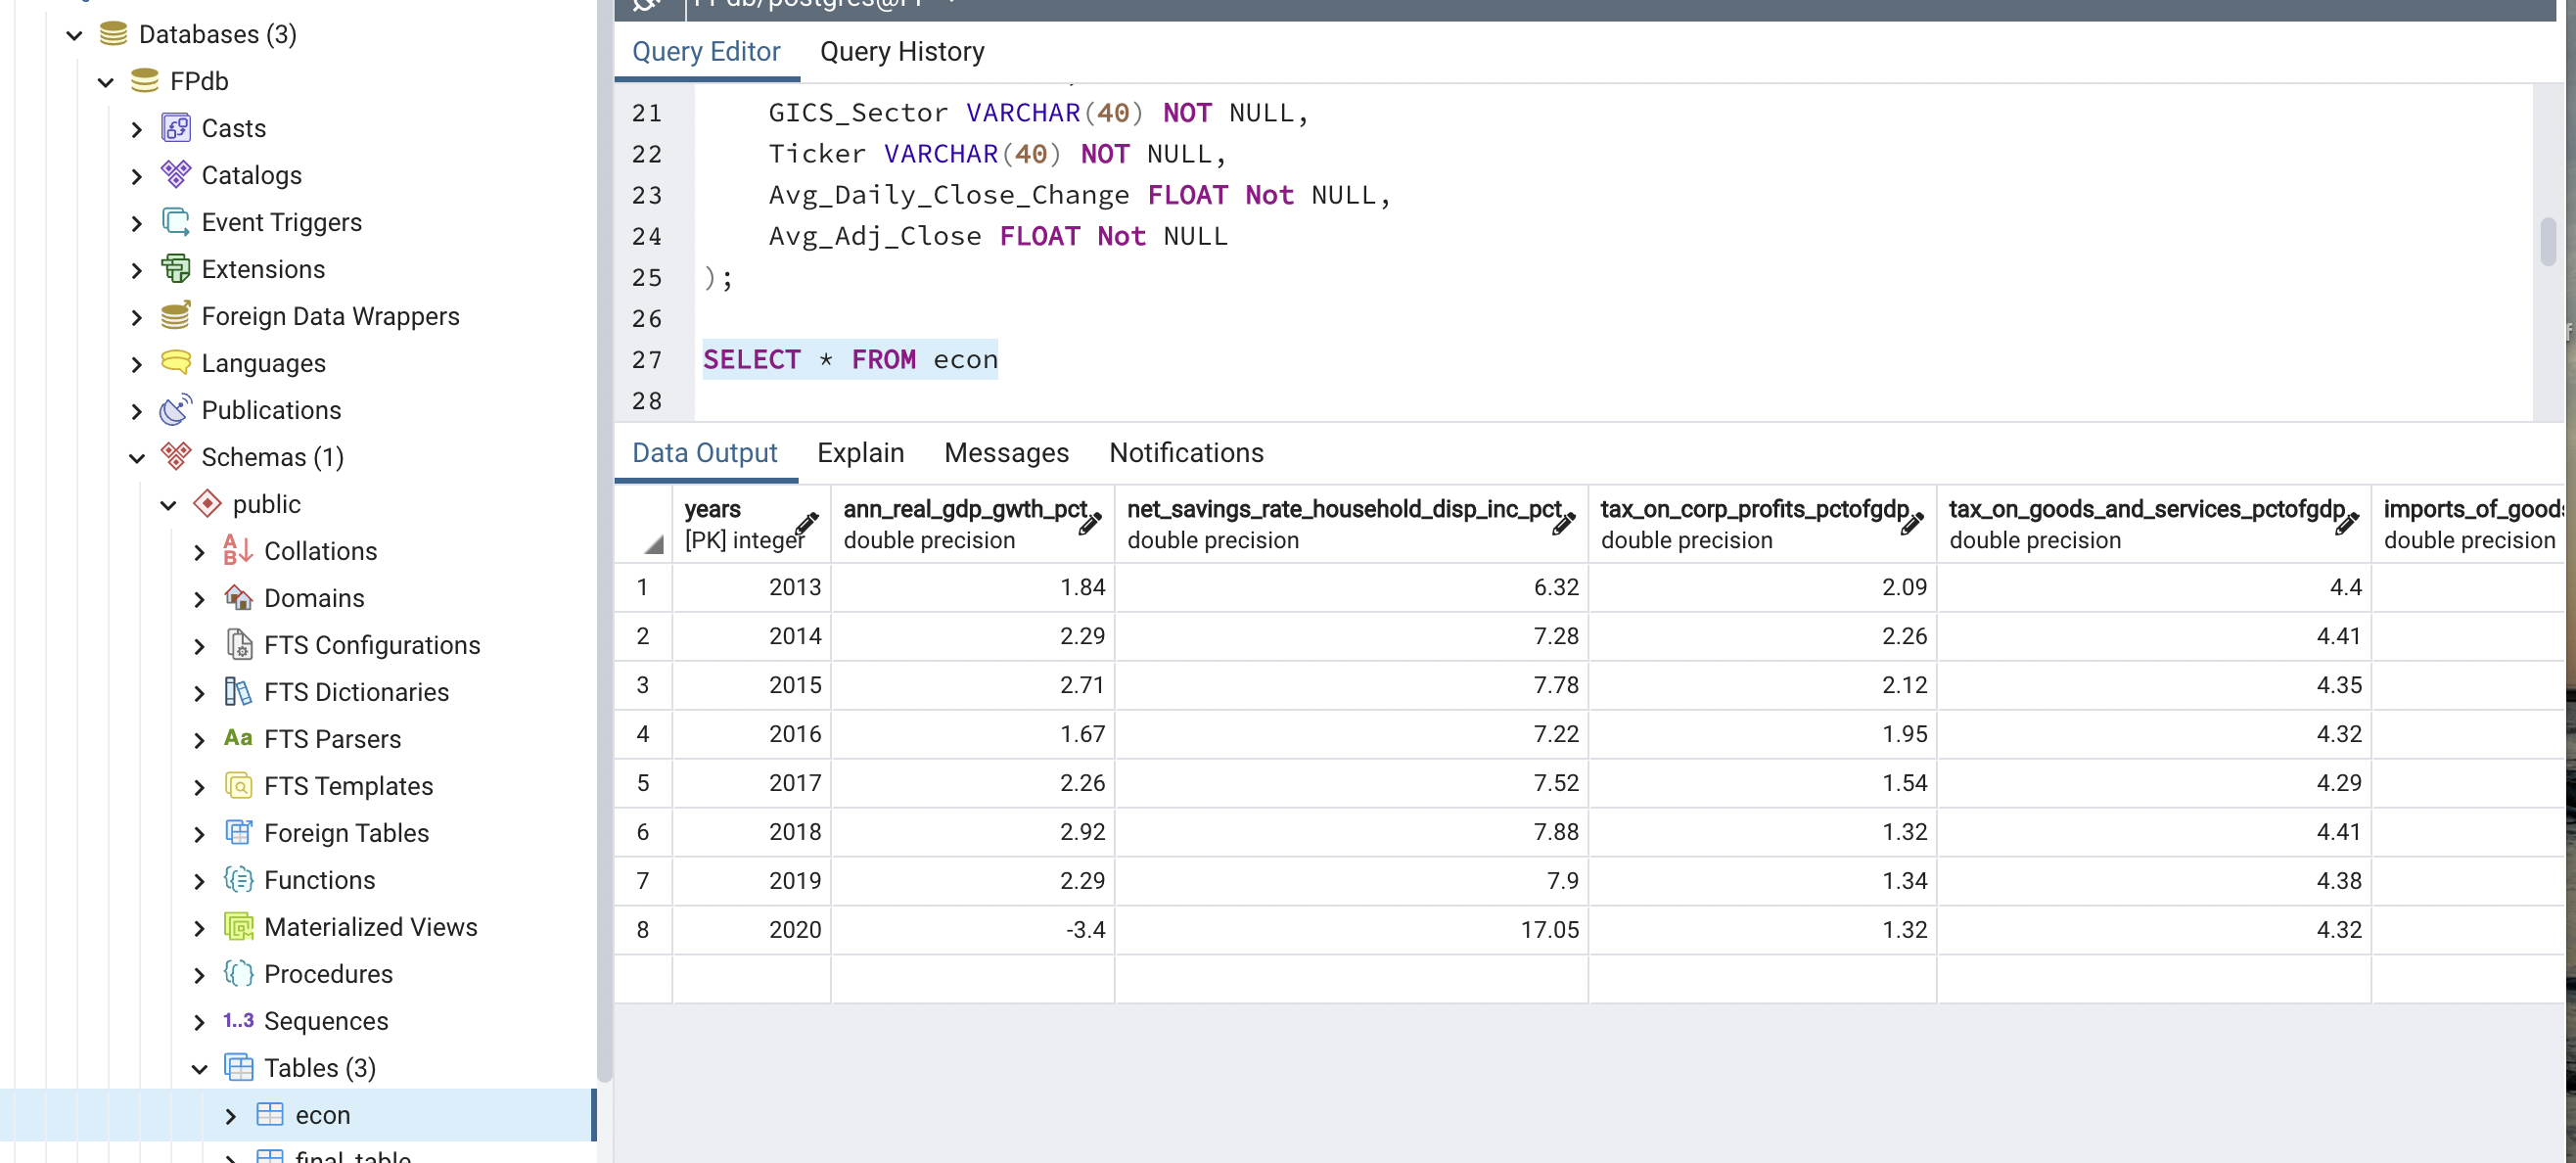 Databases (3)
FPdb
Casts
Catalogs
Event Triggers
Extensions
Foreign Data Wrappers
Languages
Publications
Schemas (1)
public
Collations
Domains
FTS Configurations
FTS Dictionaries
Aa FTS Parsers
FTS Templates
Foreign Tables
Functions
Materialized Views
Procedures
1..3 Sequences
Tables (3)
econ
final_table
FPdb/postgres@FP
Query Editor Query History
21 GICS_Sector VARCHAR(40) NOT NULL,
22 Ticker VARCHAR(40) NOT NULL,
23 Avg_Daily_Close_Change FLOAT Not NULL,
24 Avg_Adj_Close FLOAT Not NULL
25 );
26
27 SELECT * FROM econ
28
Data Output Explain Messages Notifications
years ann_real_gdp_gwth_pct net_savings_rate_household_disp_inc_pct tax_on_corp_profits_pctofgdp tax_on_goods_and_services_pctofgdp imports_of_goods
[PK] integer double precision double precision double precision double precision double precision
1 2013 1.84 6.32 2.09 4.4
2 2014 2.29 7.28 2.26 4.41
3 2015 2.71 7.78 2.12 4.35
4 2016 1.67 7.22 1.95 4.32
5 2017 2.26 7.52 1.54 4.29
6 2018 2.92 7.88 1.32 4.41
7 2019 2.29 7.9 1.34 4.38
8 2020 -3.4 17.05 1.32 4.32